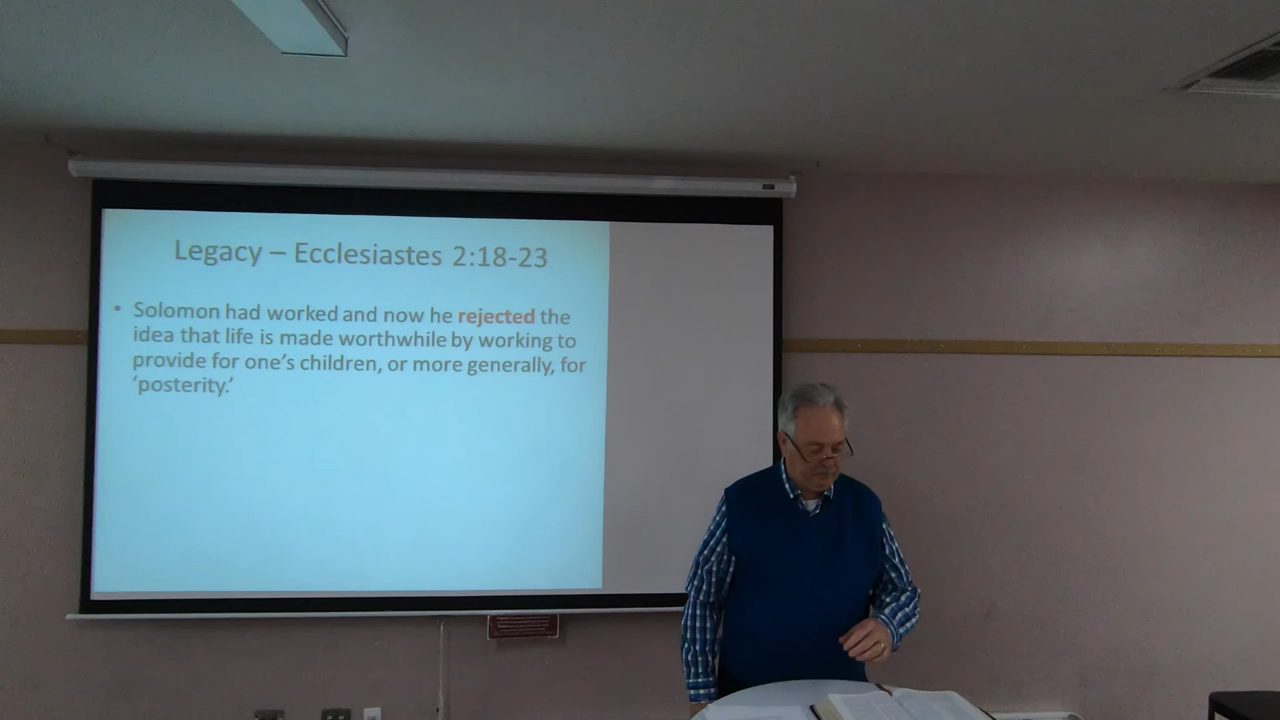 Legacy – Ecclesiastes 2:18-23
• Solomon had worked and now he rejected the
idea that life is made worthwhile by working to
provide for one's children, or more generally, for
'posterity.'